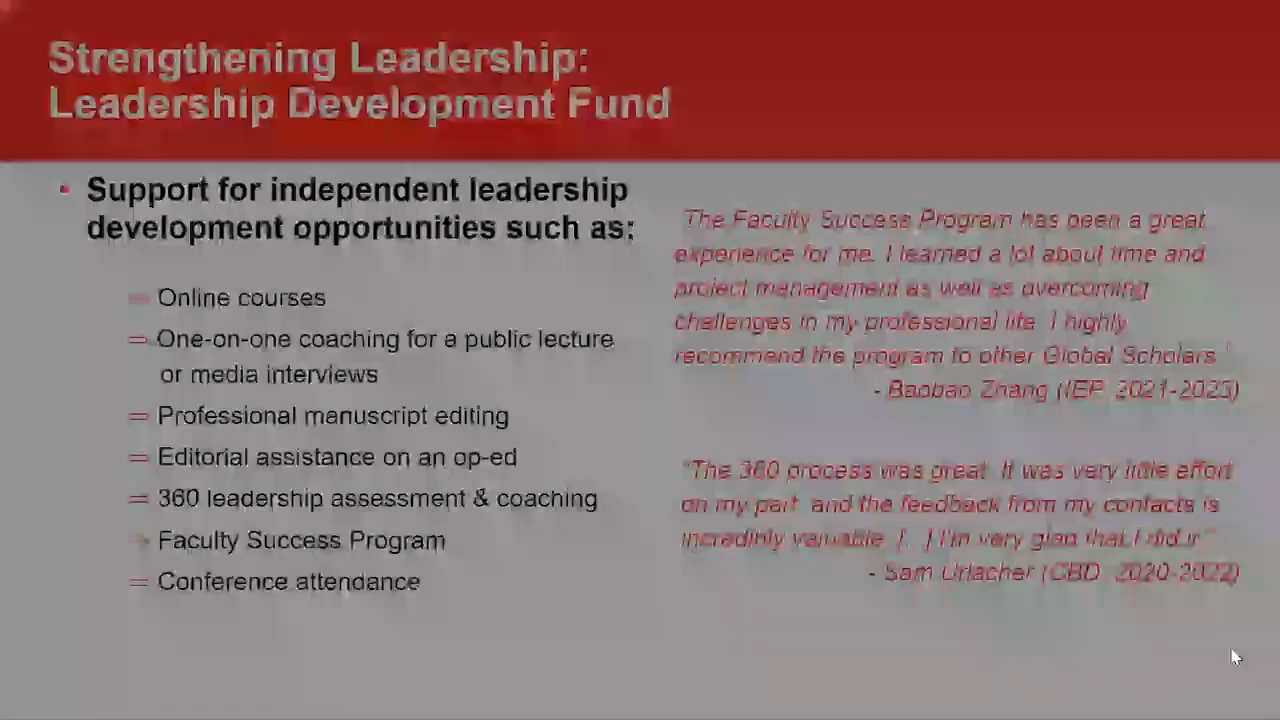 Strengthening Leadership:
Leadership Development Fund
• Support for independent leadership
development opportunities such as:
– Online courses
– One-on-one coaching for a public lecture
or media interviews
– Professional manuscript editing
– Editorial assistance on an op-ed
– 360 leadership assessment & coaching
– Faculty Success Program
– Conference attendance
"The Faculty Success Program has been a great
experience for me. I learned a lot about time and
project management as well as overcoming
challenges in my professional life. I highly
recommend the program to other Global Scholars."
- Baobao Zhang (IEP, 2021-2023)
"The 360 process was great. It was very little effort
on my part, and the feedback from my contacts is
incredibly valuable. [...] I'm very glad that I did it."
- Sam Urlacher (CBD, 2020-2022)